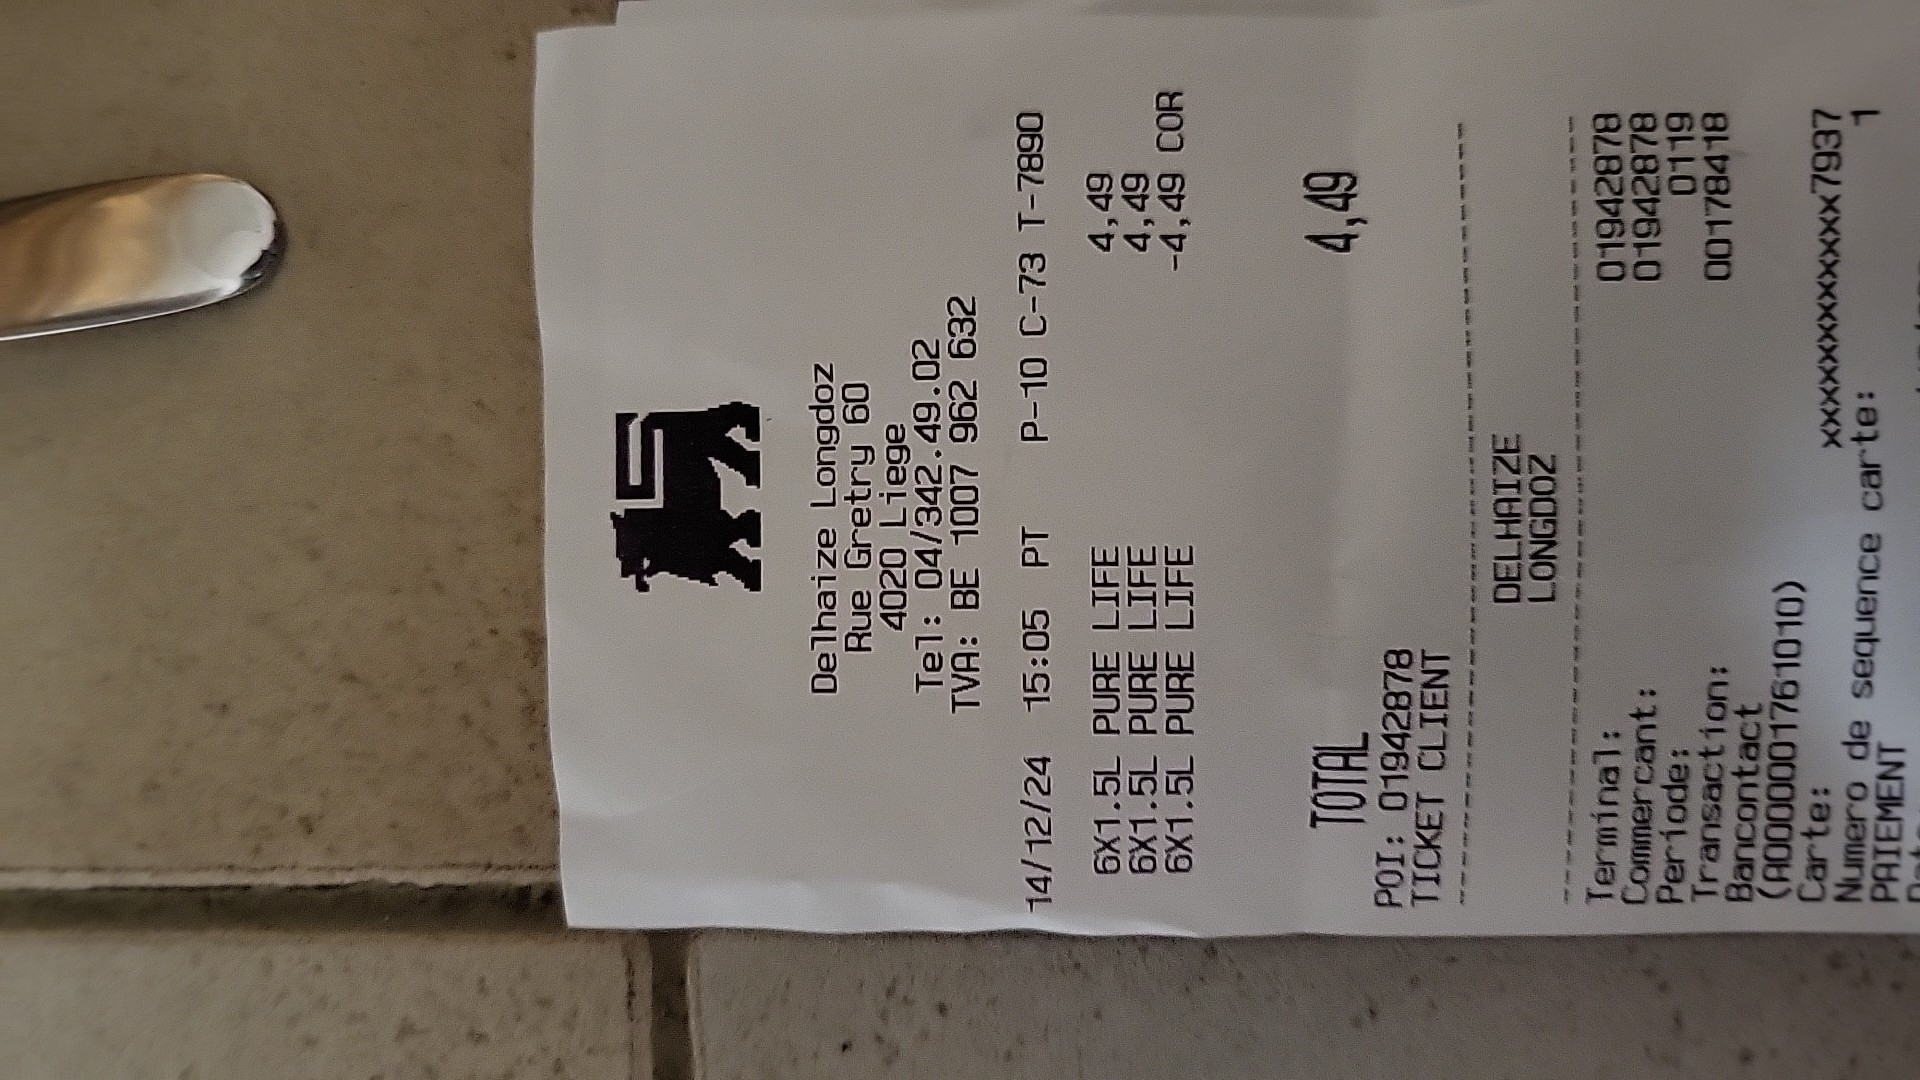 Delhaize Longdoz
Rue Gretry 60
4020 Liege
Tel: 04/342.49.02
TVA: BE 1007 962 632
14/12/24 15:05 PT P-10 C-73 T-7890
6X1.5L PURE LIFE 4,49
6X1.5L PURE LIFE 4,49
6X1.5L PURE LIFE -4,49 COR
TOTAL 4,49
POI: 01942878
TICKET CLIENT
--------------------------------
DELHAIZE
LONGDOZ
--------------------------------
Terminal: 01942878
Commercant: 01942878
Periode: 0119
Transaction: 00178418
Bancontact
(A0000001761010)
Carte: xxxxxxxxxxxxx7937
Numero de sequence carte: 1
PAIEMENT